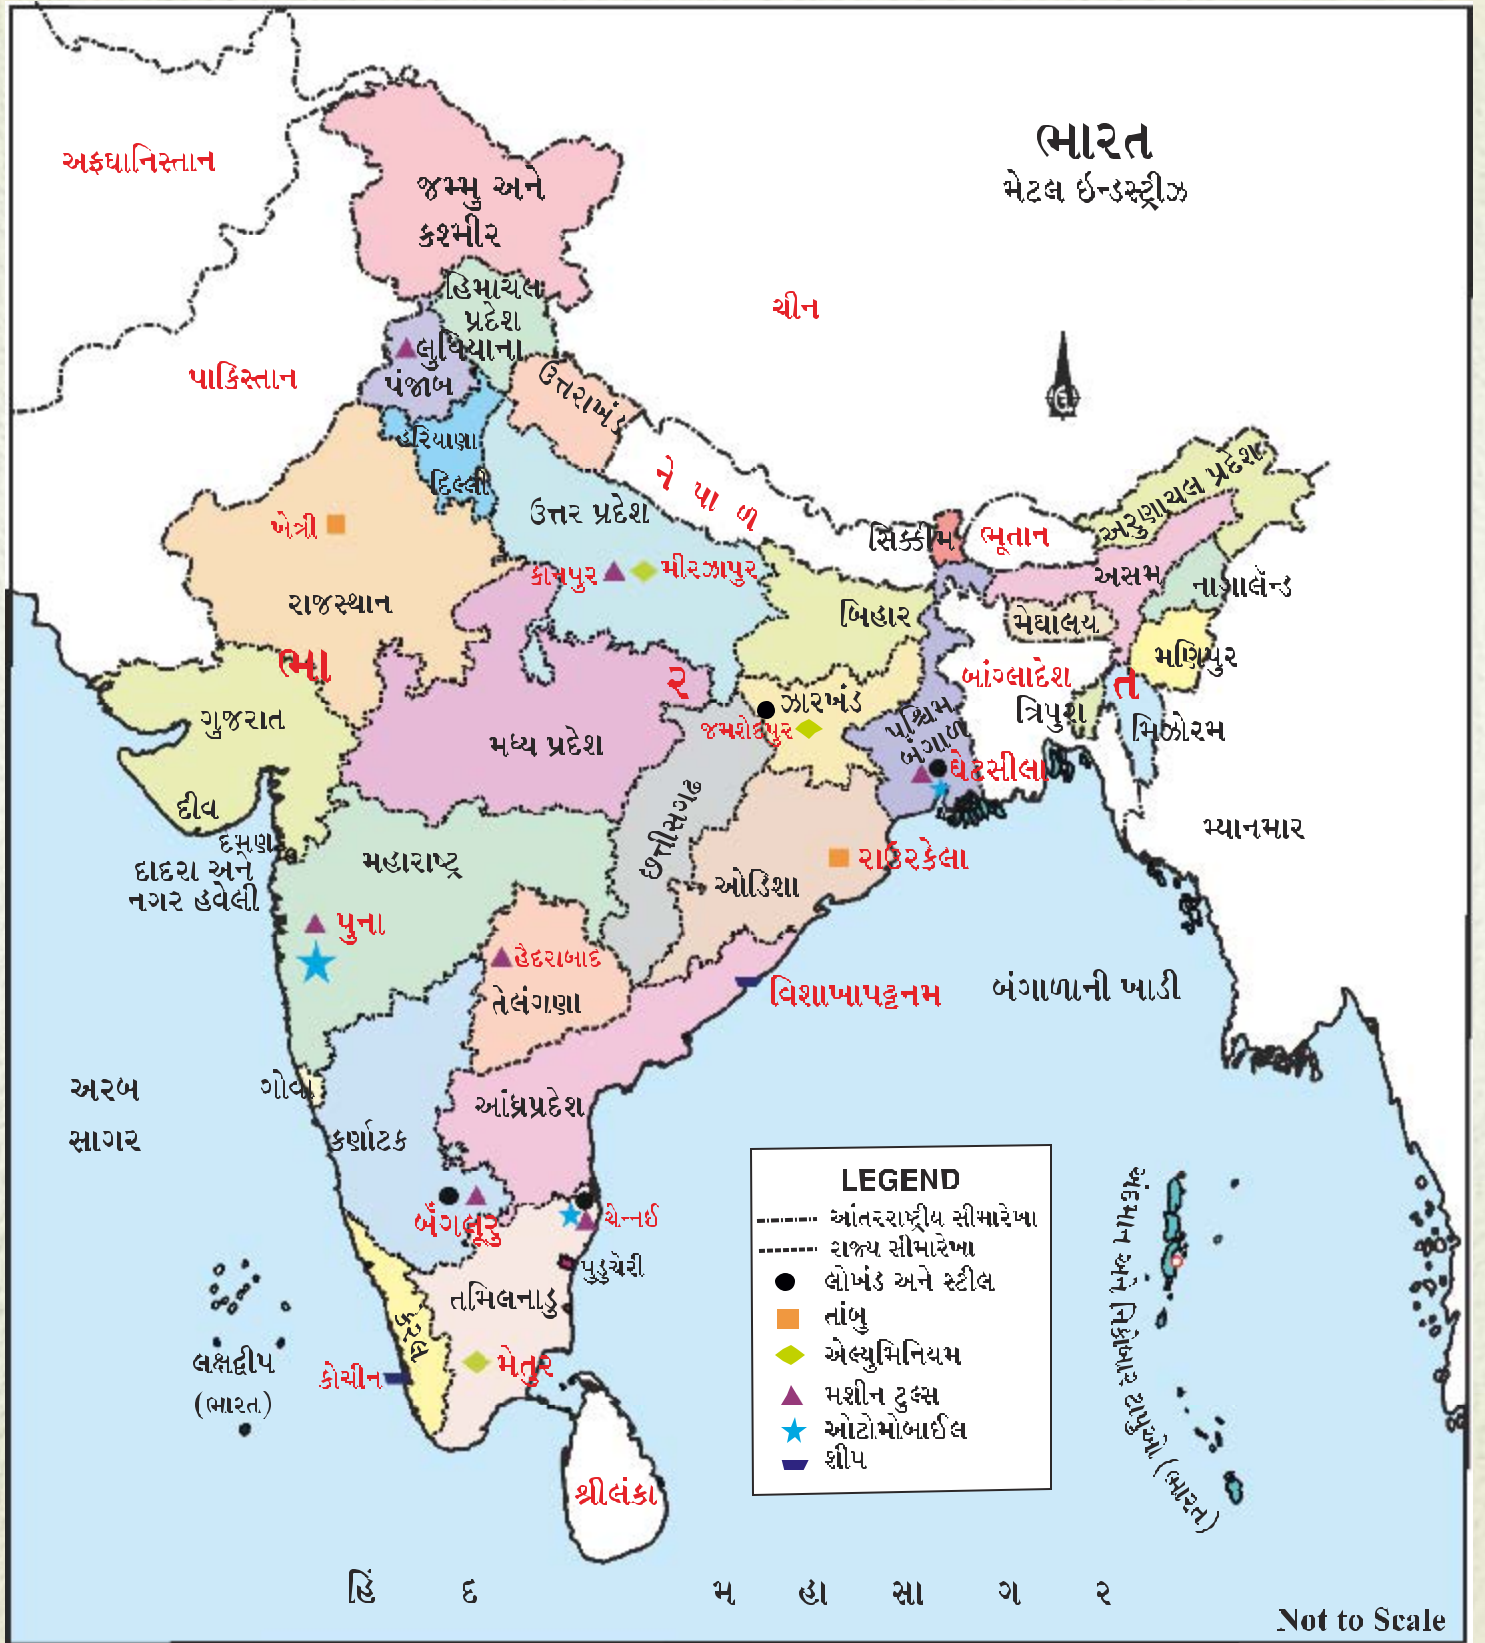 ભારત
મેટલ ઇન્ડસ્ટ્રીઝ
અફઘાનિસ્તાન
જમ્મુ અને
કશ્મીર
ચીન
હિમાચલ
પ્રદેશ
લુધિયાના
પંજાબ
પાકિસ્તાન
ઉત્તરાખંડ
હરિયાણા
દિલ્લી
ને પા ળ
ઉત્તર પ્રદેશ
ખેત્રી
સિક્કીમ
ભૂતાન
અરુણાચલ પ્રદેશ
અસમ
નાગાલેન્ડ
કાનપુર
મીરઝાપુર
રાજસ્થાન
બિહાર
મેઘાલય
મણિપુર
ભા
ર
ત
બાંગ્લાદેશ
ત્રિપુરા
મિઝોરમ
ગુજરાત
ઝારખંડ
જમશેદપુર
પશ્ચિમ
બંગાળ
મધ્ય પ્રદેશ
ઘેટસીલા
છત્તીસગઢ
દીવ
દમણ
દાદરા અને
નગર હવેલી
મ્યાનમાર
મહારાષ્ટ્ર
રાઉરકેલા
ઓડિશા
પુના
હૈદરાબાદ
તેલંગણા
વિશાખાપટ્ટનમ
બંગાળાની ખાડી
અરબ
સાગર
ગોવા
આંધ્રપ્રદેશ
કર્ણાટક
બેંગલૂરુ
ચેન્નઈ
પુડુચેરી
તમિલનાડુ
કેરલ
મેતુર
કોચીન
લક્ષદ્વીપ
(ભારત)
શ્રીલંકા
LEGEND
આંતરરાષ્ટ્રીય સીમારેખા
રાજ્ય સીમારેખા
લોખંડ અને સ્ટીલ
તાંબુ
એલ્યુમિનિયમ
મશીન ટુલ્સ
ઓટોમોબાઈલ
શીપ
અંદમાન અને નિકોબાર ટાપુઓ (ભારત)
હિં દ મ હા સા ગ ર
Not to Scale